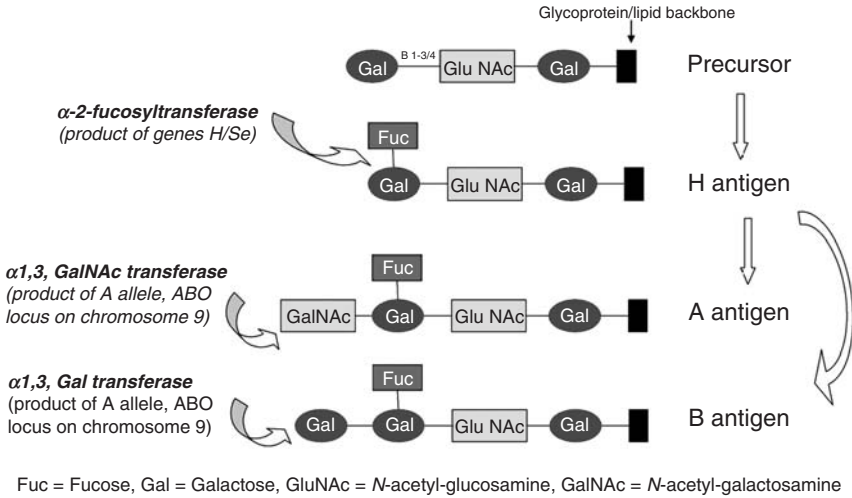 Glycoprotein/lipid backbone
Gal B 1-3/4 Glu NAc Gal Precursor
α-2-fucosyltransferase
(product of genes H/Se)
Fuc
Gal Glu NAc Gal H antigen
α1,3, GalNAc transferase
(product of A allele, ABO
locus on chromosome 9)
Fuc
GalNAc Gal Glu NAc Gal A antigen
α1,3, Gal transferase
(product of A allele, ABO
locus on chromosome 9)
Fuc
Gal Gal Glu NAc Gal B antigen
Fuc = Fucose, Gal = Galactose, GluNAc = N-acetyl-glucosamine, GalNAc = N-acetyl-galactosamine